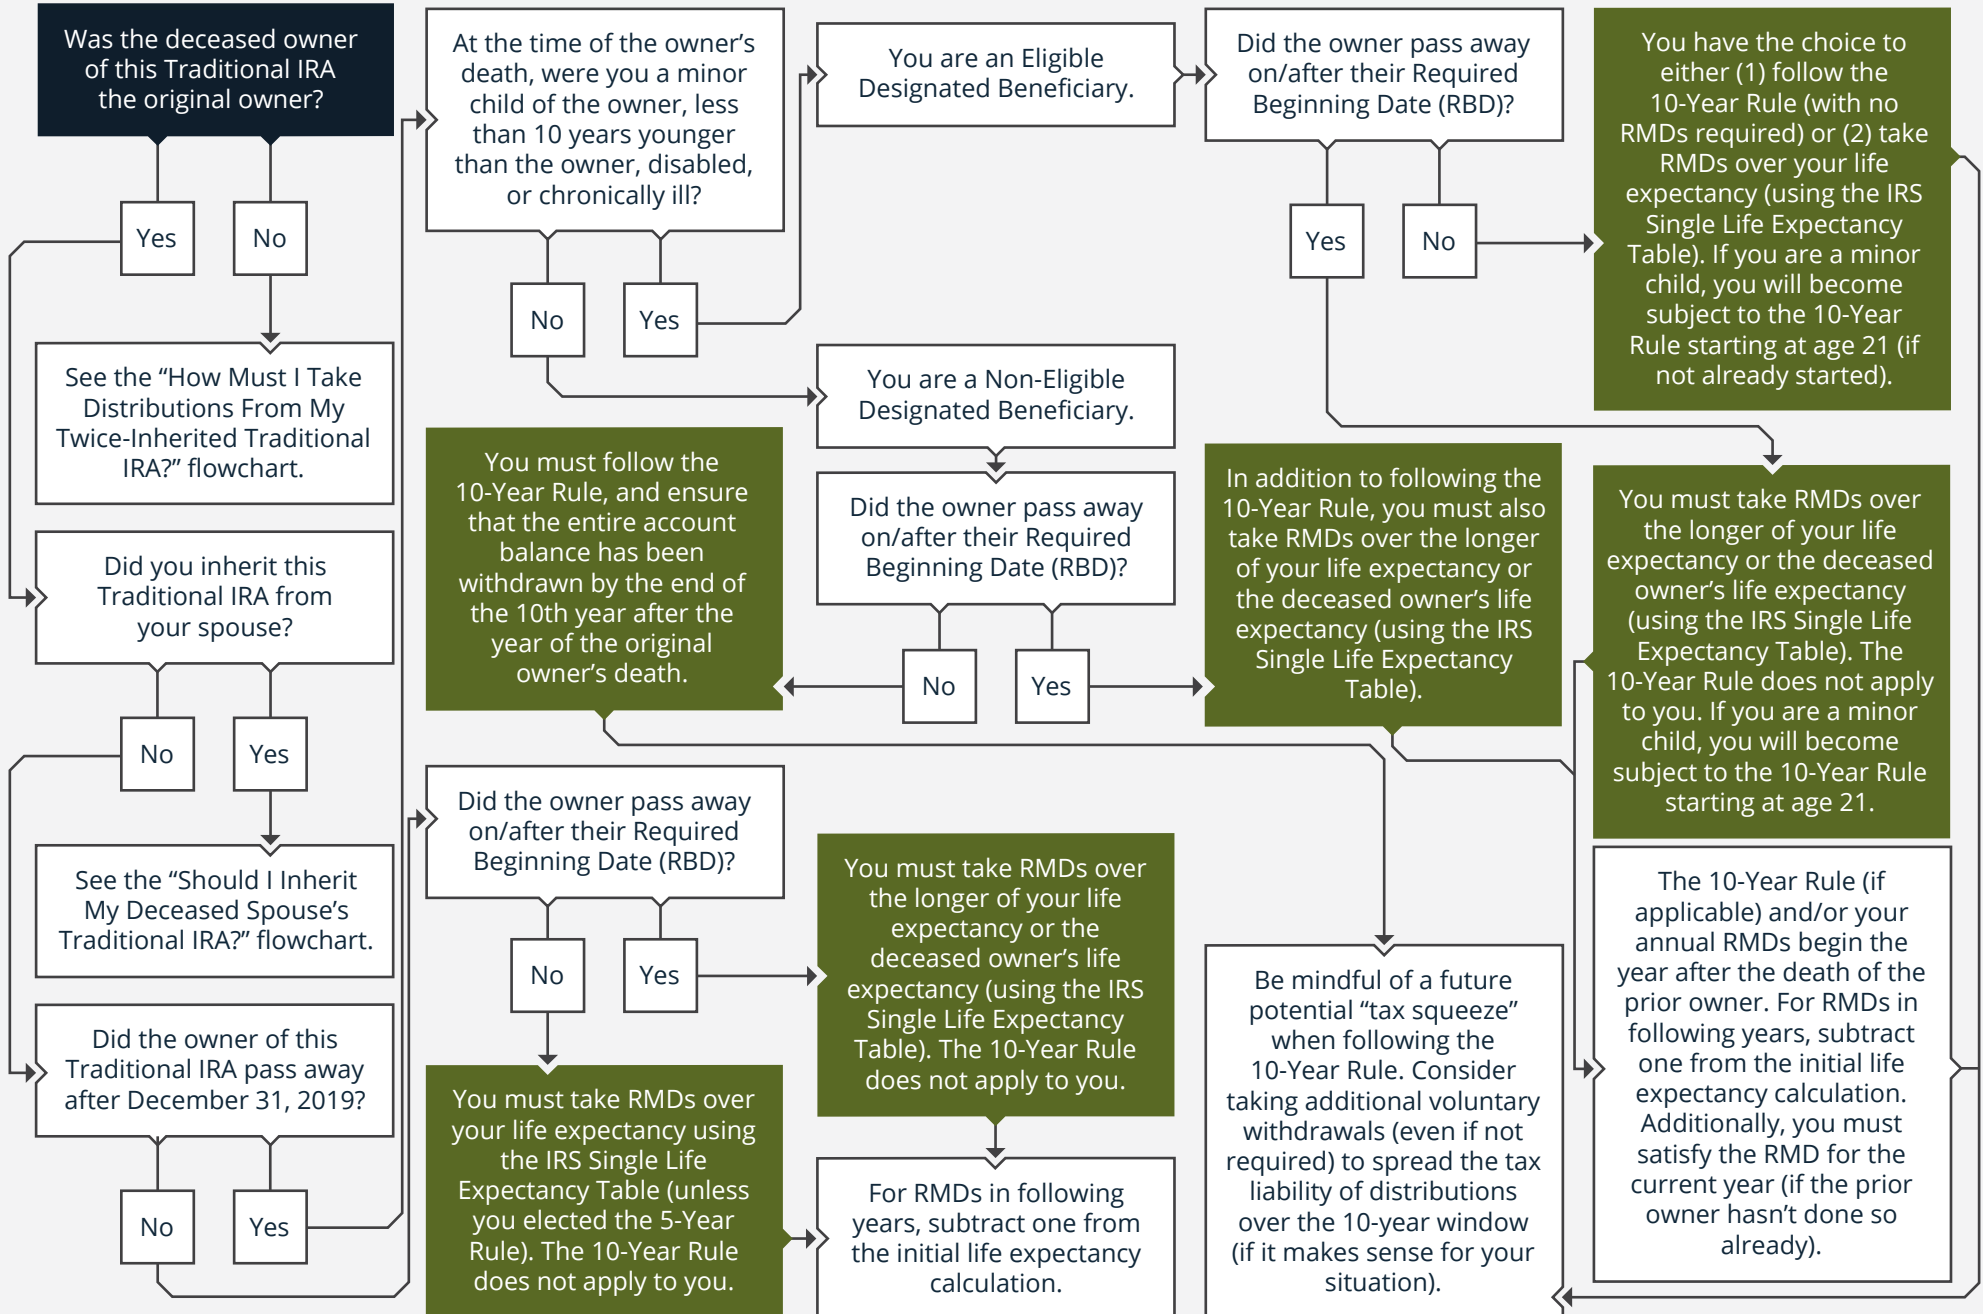 Was the deceased owner
of this Traditional IRA
the original owner?
Yes
No
See the “How Must I Take
Distributions From My
Twice-Inherited Traditional
IRA?” flowchart.
Did you inherit this
Traditional IRA from
your spouse?
No
Yes
See the “Should I Inherit
My Deceased Spouse’s
Traditional IRA?” flowchart.
Did the owner of this
Traditional IRA pass away
after December 31, 2019?
No
Yes
At the time of the owner’s
death, were you a minor
child of the owner, less
than 10 years younger
than the owner, disabled,
or chronically ill?
No
Yes
You are an Eligible
Designated Beneficiary.
Did the owner pass away
on/after their Required
Beginning Date (RBD)?
Yes
No
You have the choice to
either (1) follow the
10-Year Rule (with no
RMDs required) or (2) take
RMDs over your life
expectancy (using the IRS
Single Life Expectancy
Table). If you are a minor
child, you will become
subject to the 10-Year
Rule starting at age 21 (if
not already started).
You are a Non-Eligible
Designated Beneficiary.
Did the owner pass away
on/after their Required
Beginning Date (RBD)?
No
Yes
You must follow the
10-Year Rule, and ensure
that the entire account
balance has been
withdrawn by the end of
the 10th year after the
year of the original
owner’s death.
In addition to following the
10-Year Rule, you must also
take RMDs over the longer
of your life expectancy or
the deceased owner’s life
expectancy (using the IRS
Single Life Expectancy
Table).
You must take RMDs over
the longer of your life
expectancy or the deceased
owner’s life expectancy
(using the IRS Single Life
Expectancy Table). The
10-Year Rule does not apply
to you. If you are a minor
child, you will become
subject to the 10-Year Rule
starting at age 21.
Did the owner pass away
on/after their Required
Beginning Date (RBD)?
No
Yes
You must take RMDs over
the longer of your life
expectancy or the
deceased owner’s life
expectancy (using the IRS
Single Life Expectancy
Table). The 10-Year Rule
does not apply to you.
You must take RMDs over
your life expectancy using
the IRS Single Life
Expectancy Table (unless
you elected the 5-Year
Rule). The 10-Year Rule
does not apply to you.
For RMDs in following
years, subtract one from
the initial life expectancy
calculation.
Be mindful of a future
potential “tax squeeze”
when following the
10-Year Rule. Consider
taking additional voluntary
withdrawals (even if not
required) to spread the tax
liability of distributions
over the 10-year window
(if it makes sense for your
situation).
The 10-Year Rule (if
applicable) and/or your
annual RMDs begin the
year after the death of the
prior owner. For RMDs in
following years, subtract
one from the initial life
expectancy calculation.
Additionally, you must
satisfy the RMD for the
current year (if the prior
owner hasn't done so
already).